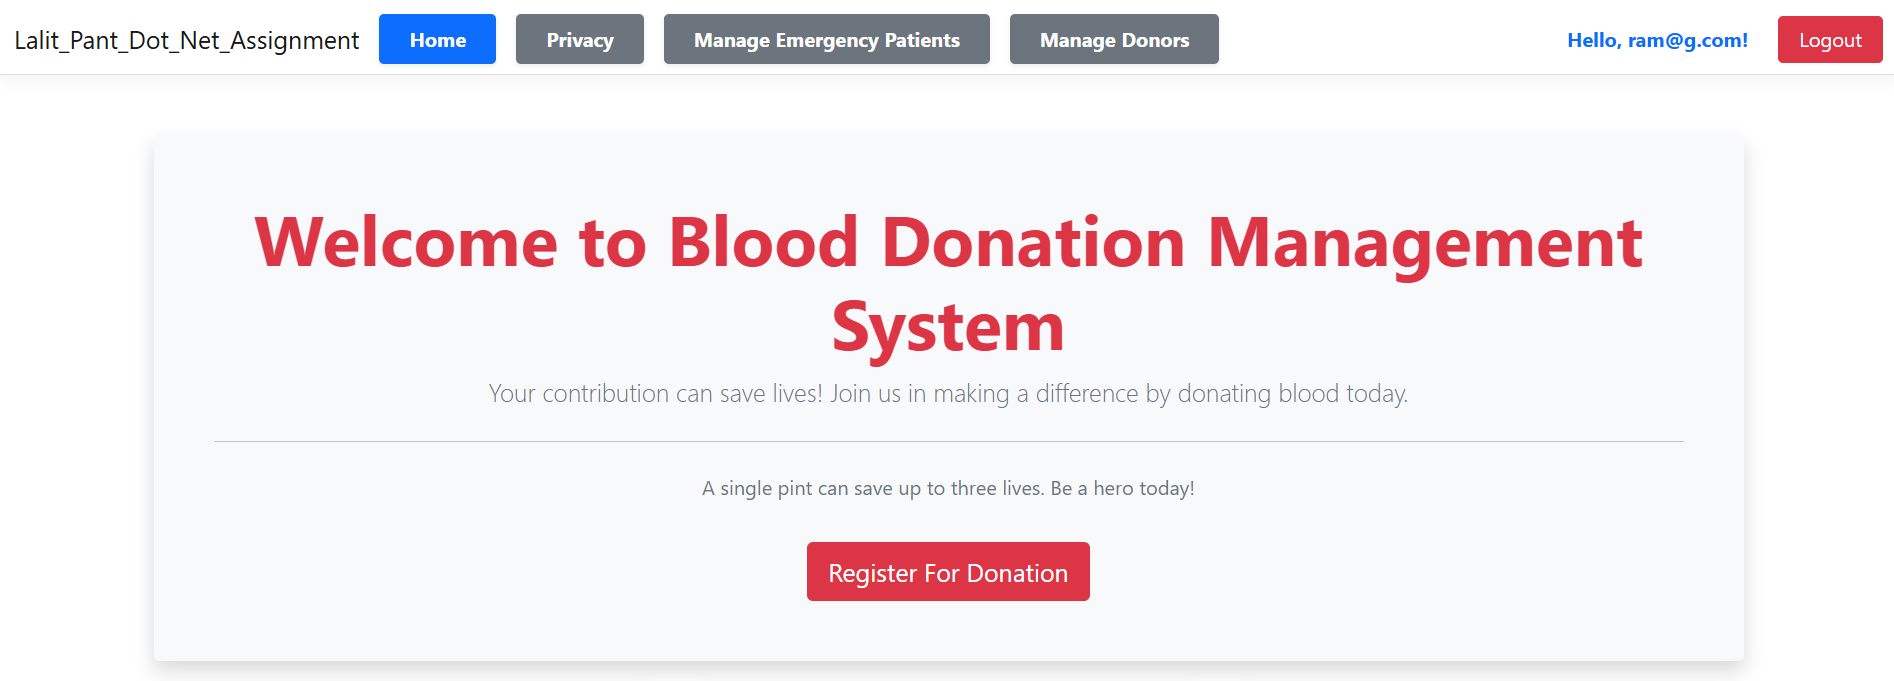 Lalit_Pant_Dot_Net_Assignment Home Privacy Manage Emergency Patients Manage Donors Hello, ram@g.com! Logout
Welcome to Blood Donation Management
System
Your contribution can save lives! Join us in making a difference by donating blood today.
A single pint can save up to three lives. Be a hero today!
Register For Donation